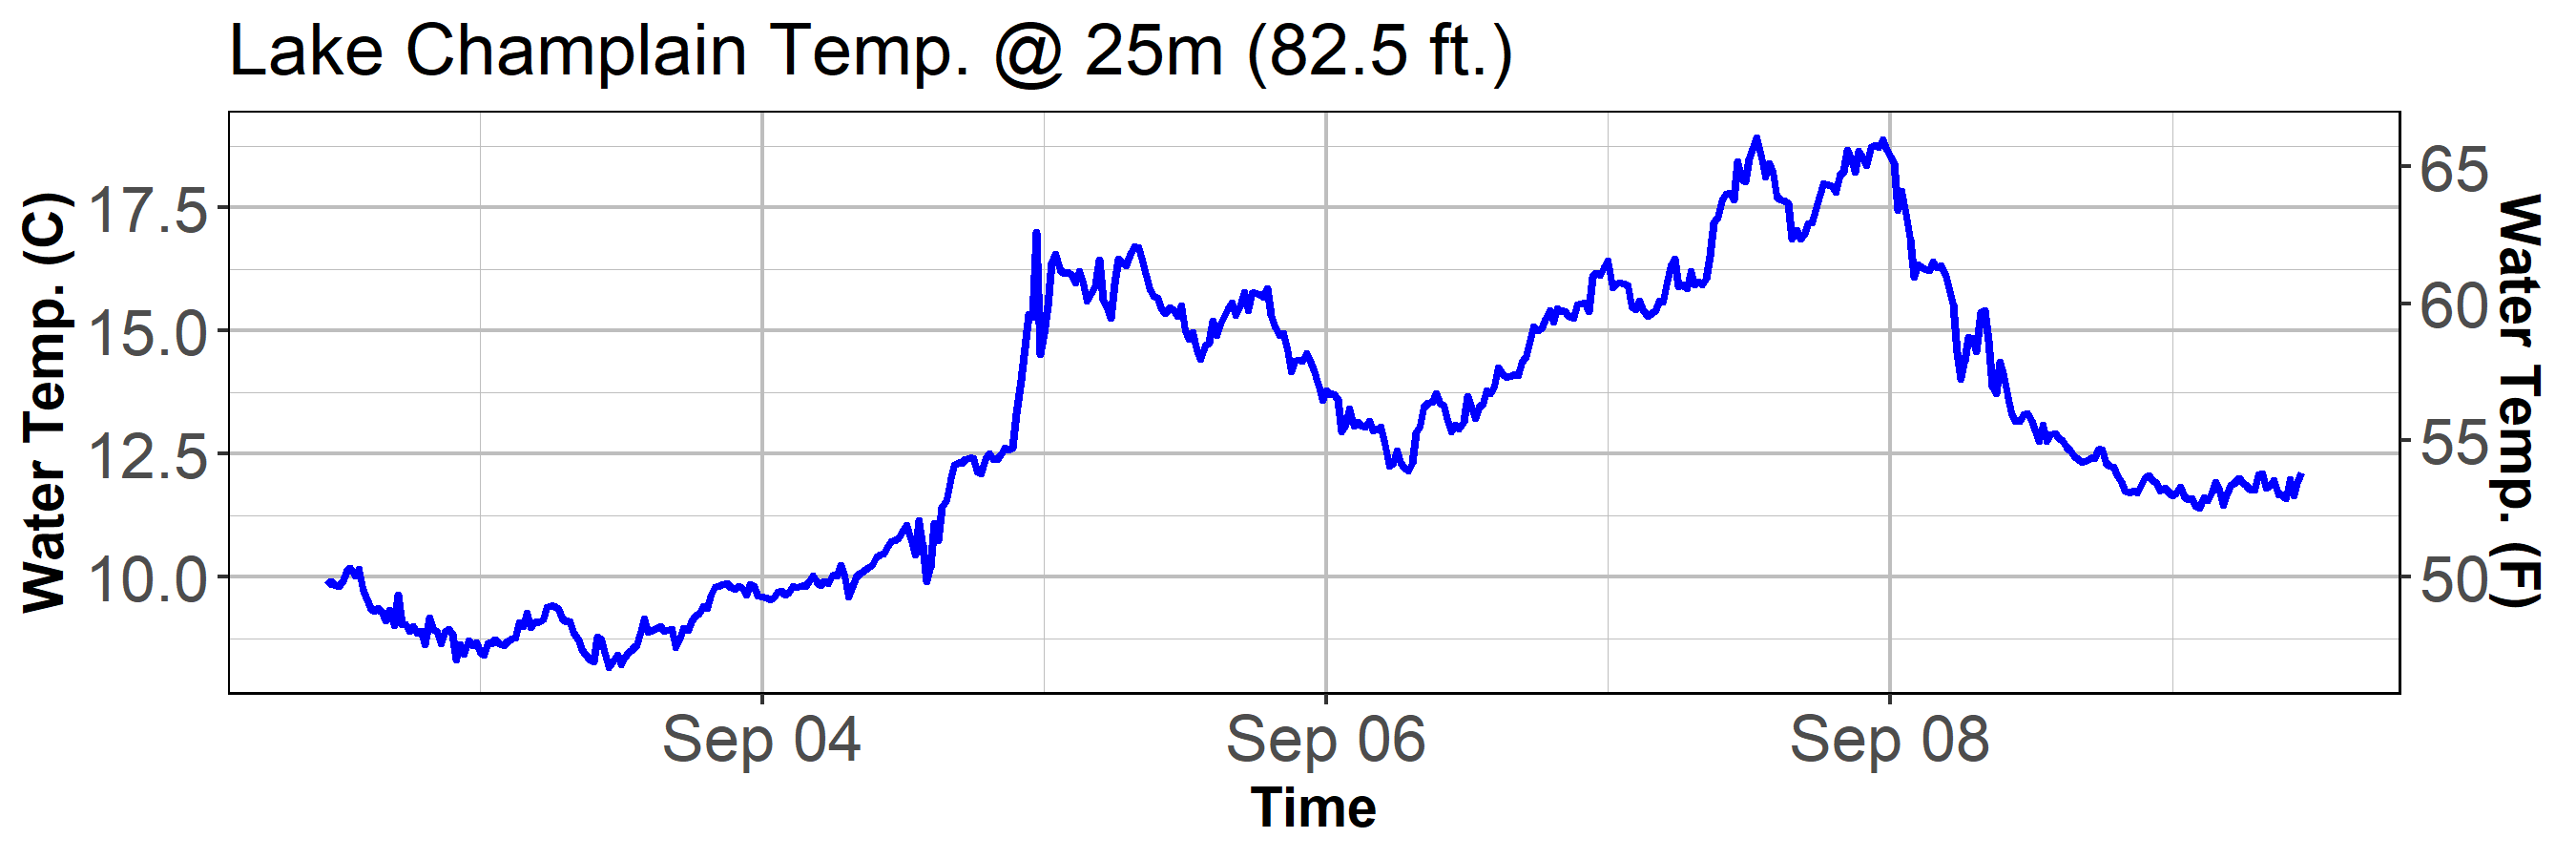 Lake Champlain Temp. @ 25m (82.5 ft.)
Water Temp. (C)
17.5
15.0
12.5
10.0
65
60
55
50
Water Temp. (F)
Sep 04 Sep 06 Sep 08
Time